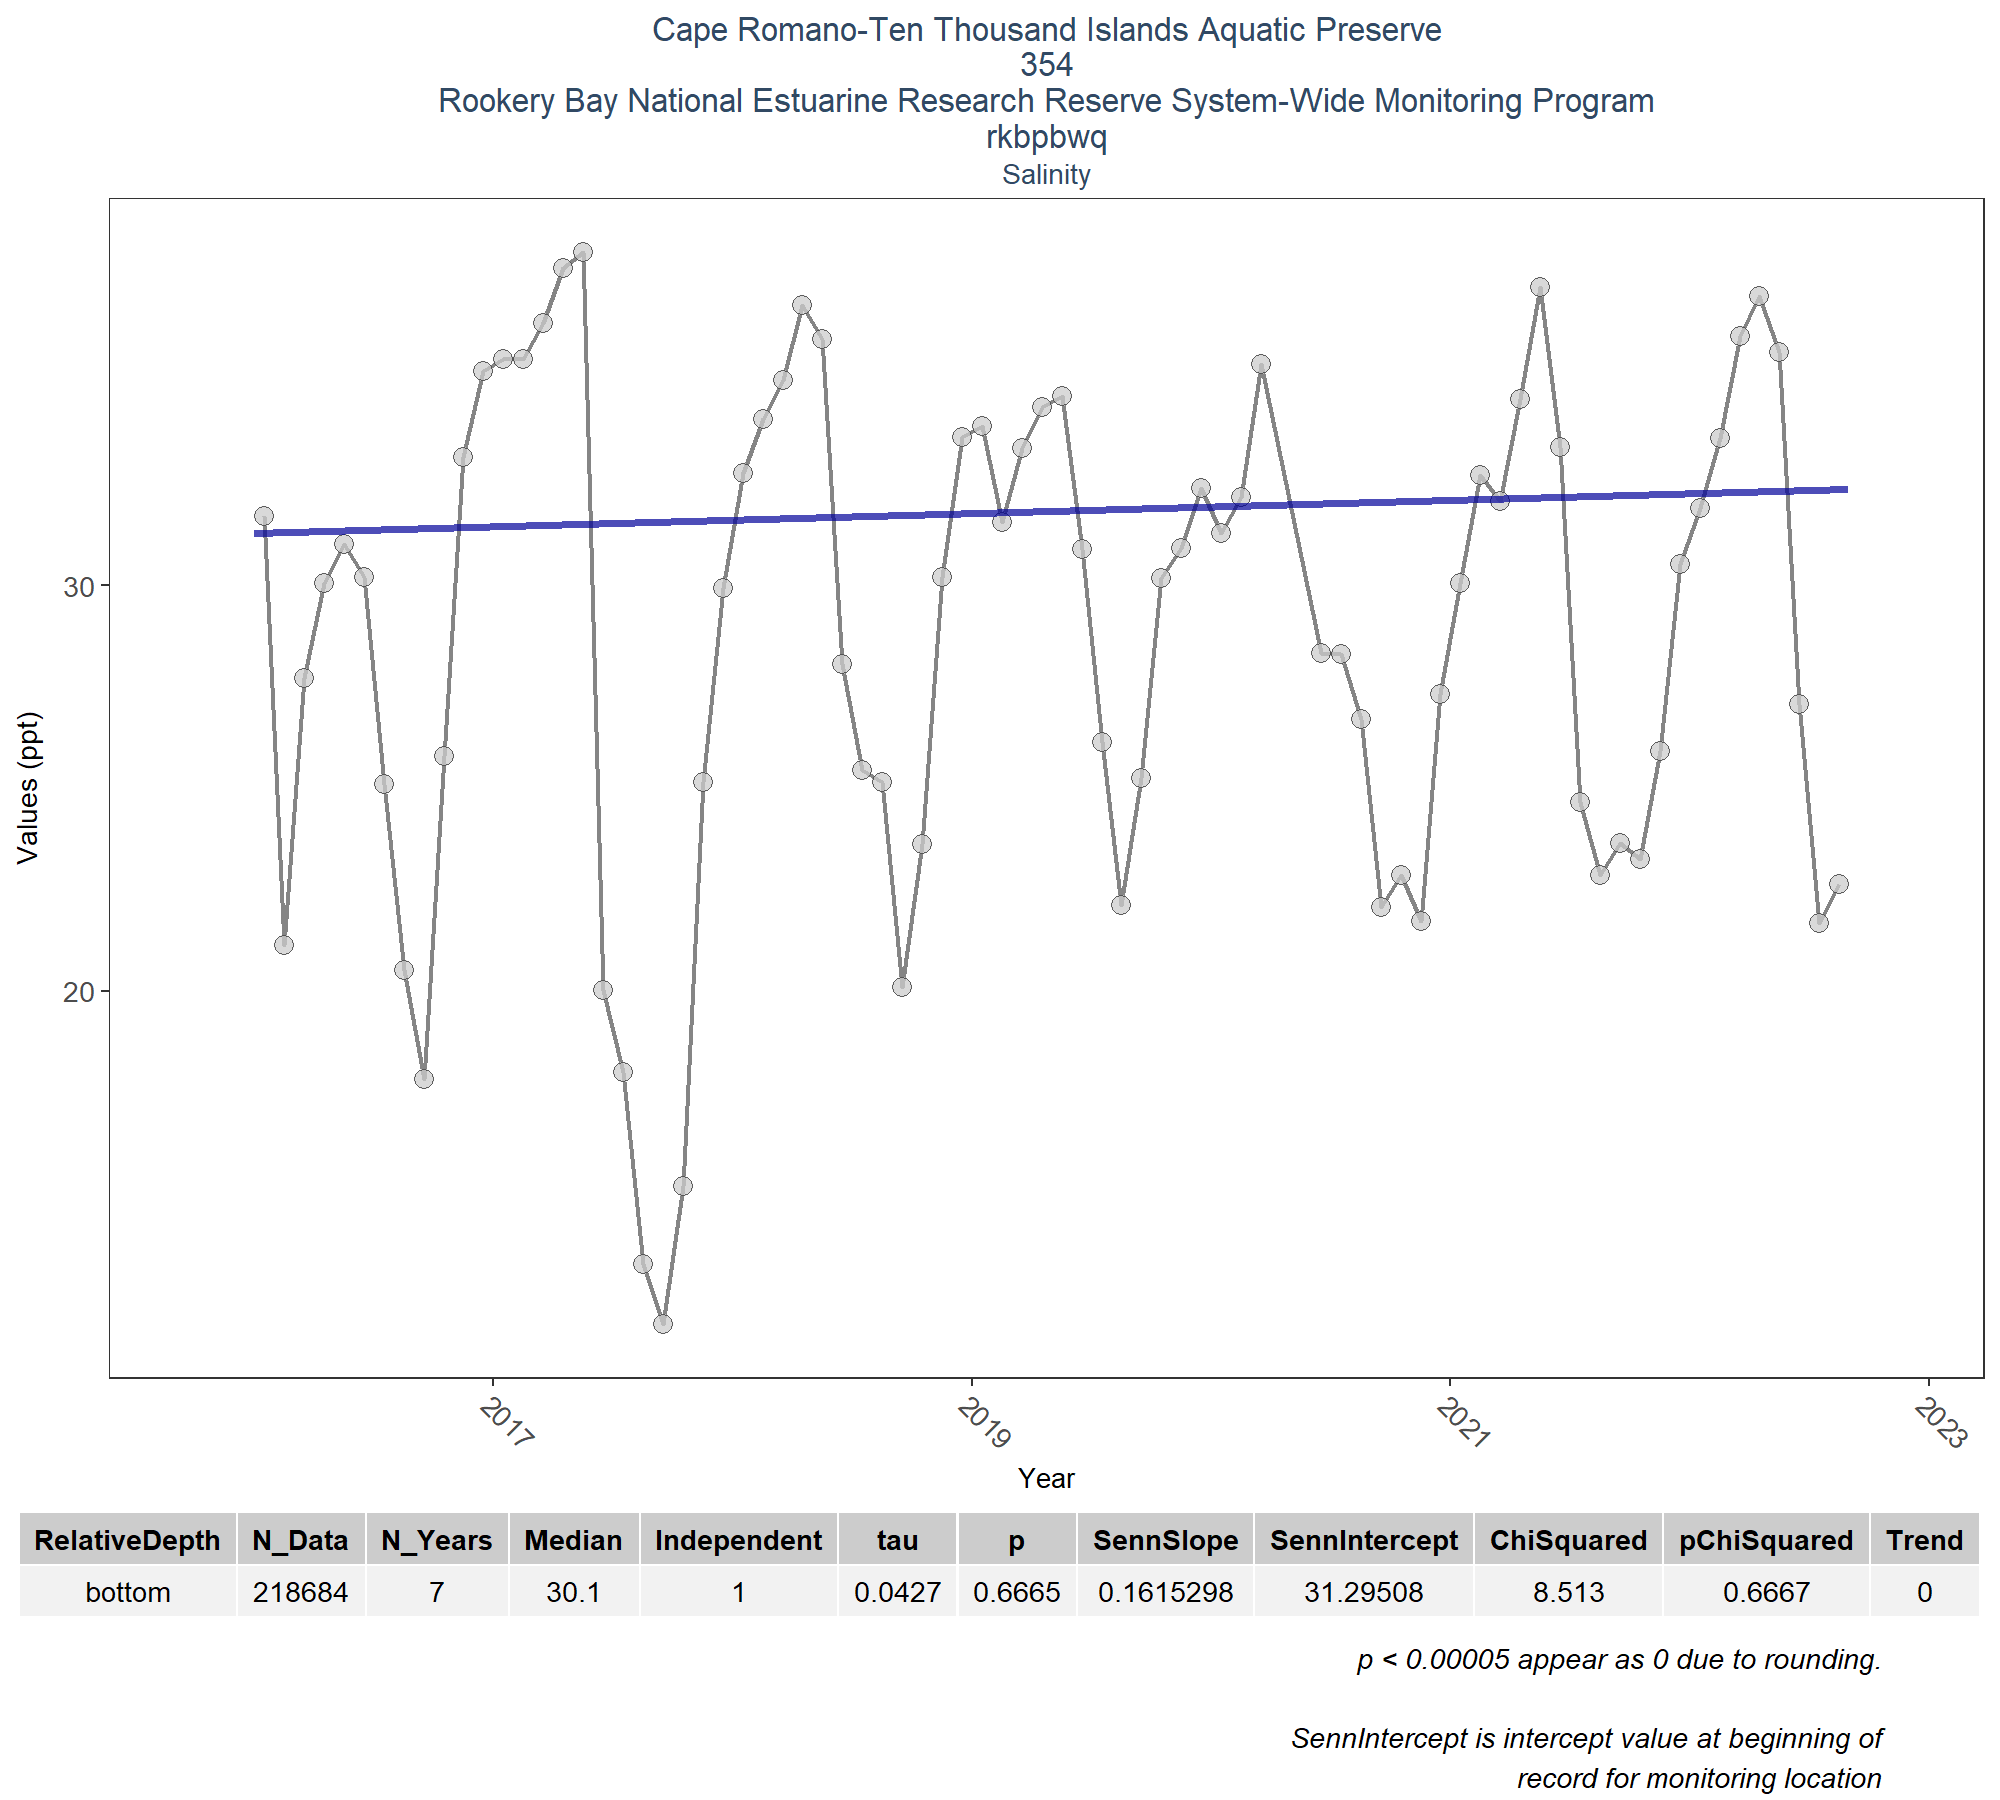 Cape Romano-Ten Thousand Islands Aquatic Preserve
354
Rookery Bay National Estuarine Research Reserve System-Wide Monitoring Program
rkbpbwq
Salinity
Values (ppt)
30
20
2017
2019
2021
2023
Year
RelativeDepth N_Data N_Years Median Independent tau p SennSlope SennIntercept ChiSquared pChiSquared Trend
bottom 218684 7 30.1 1 0.0427 0.6665 0.1615298 31.29508 8.513 0.6667 0
p < 0.00005 appear as 0 due to rounding.
SennIntercept is intercept value at beginning of
record for monitoring location